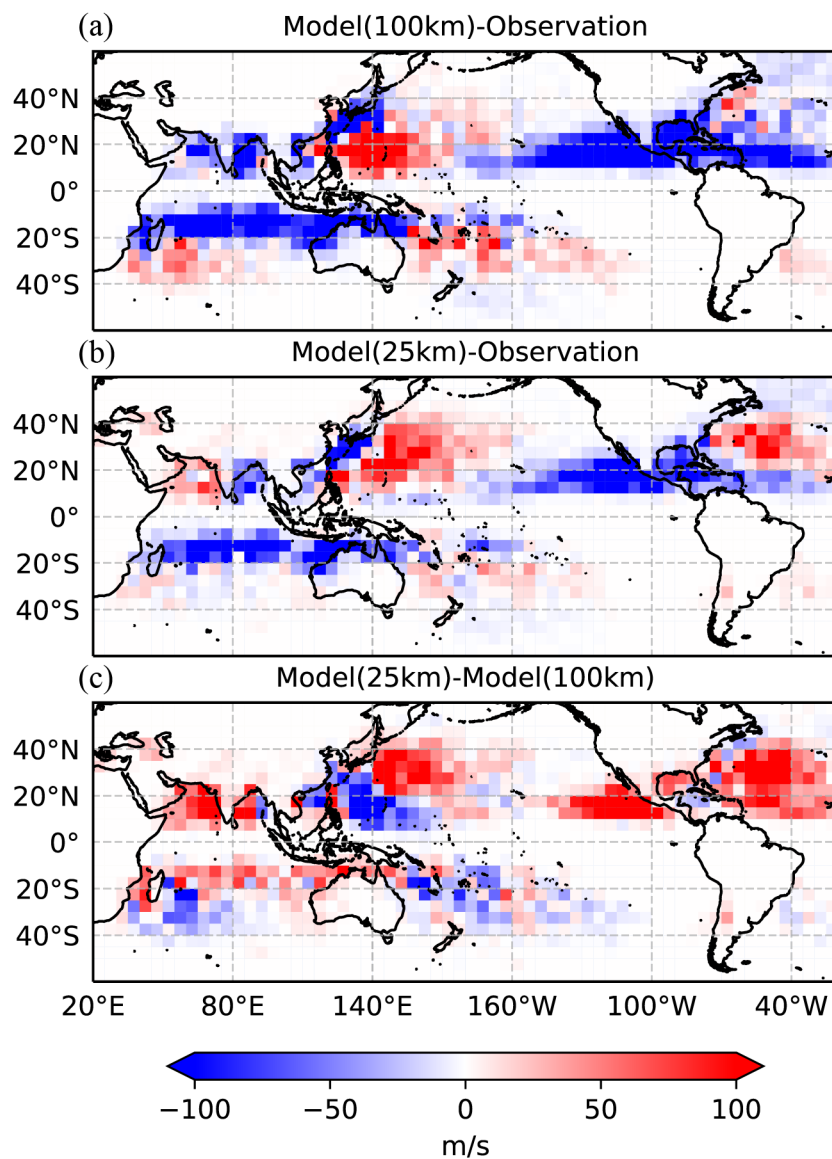 (a) Model(100km)-Observation
40°N
20°N
0°
20°S
40°S
(b) Model(25km)-Observation
40°N
20°N
0°
20°S
40°S
(c) Model(25km)-Model(100km)
40°N
20°N
0°
20°S
40°S
20°E 80°E 140°E 160°W 100°W 40°W
−100 −50 0 50 100
m/s